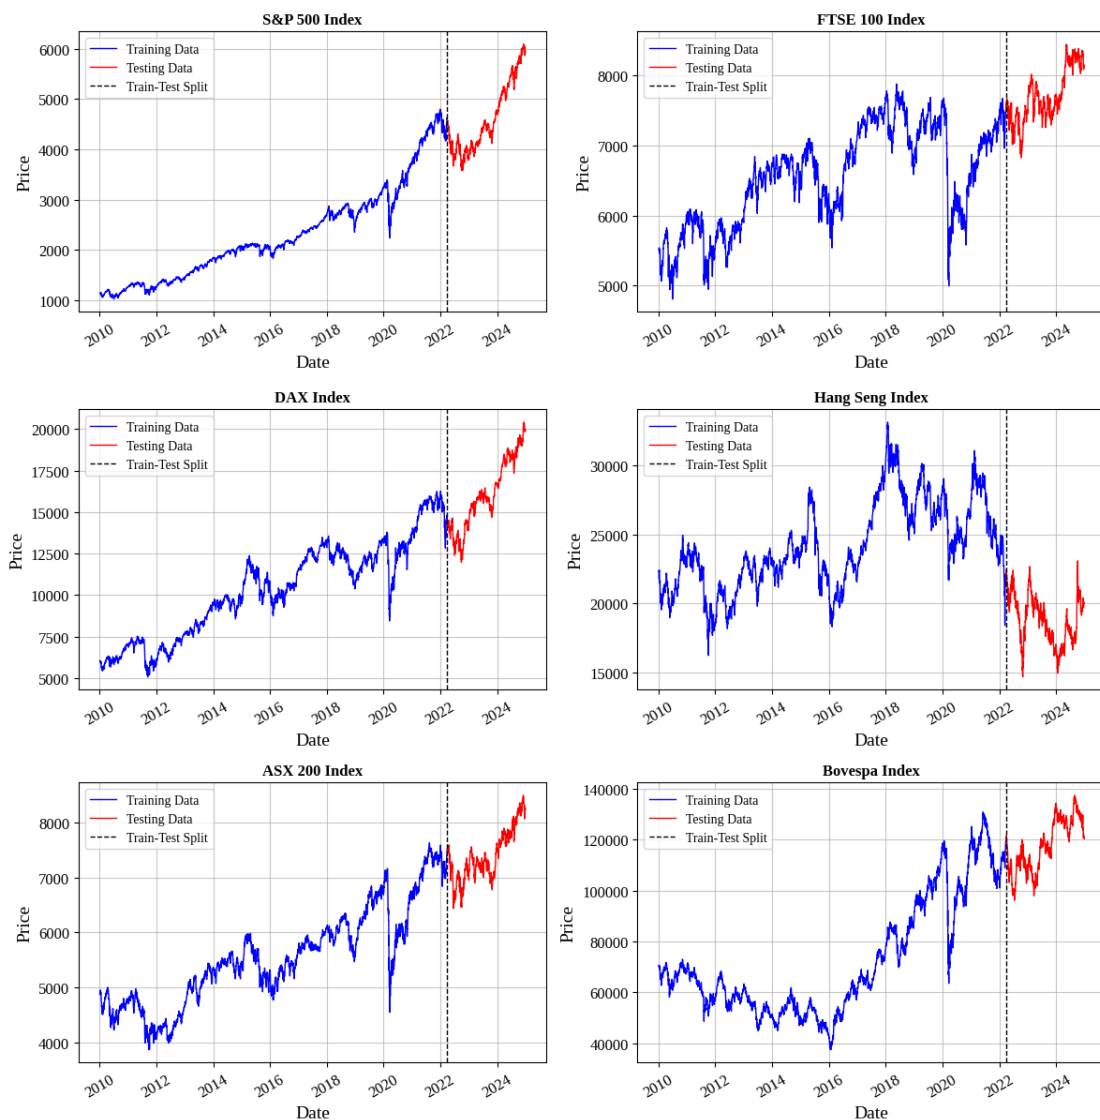 S&P 500 Index
Training Data
Testing Data
Train-Test Split
Price
6000
5000
4000
3000
2000
1000
2010
2012
2014
2016
2018
2020
2022
2024
Date
FTSE 100 Index
Training Data
Testing Data
Train-Test Split
Price
8000
7000
6000
5000
2010
2012
2014
2016
2018
2020
2022
2024
Date
DAX Index
Training Data
Testing Data
Train-Test Split
Price
20000
17500
15000
12500
10000
7500
5000
2010
2012
2014
2016
2018
2020
2022
2024
Date
Hang Seng Index
Training Data
Testing Data
Train-Test Split
Price
30000
25000
20000
15000
2010
2012
2014
2016
2018
2020
2022
2024
Date
ASX 200 Index
Training Data
Testing Data
Train-Test Split
Price
8000
7000
6000
5000
4000
2010
2012
2014
2016
2018
2020
2022
2024
Date
Bovespa Index
Training Data
Testing Data
Train-Test Split
Price
140000
120000
100000
80000
60000
40000
2010
2012
2014
2016
2018
2020
2022
2024
Date